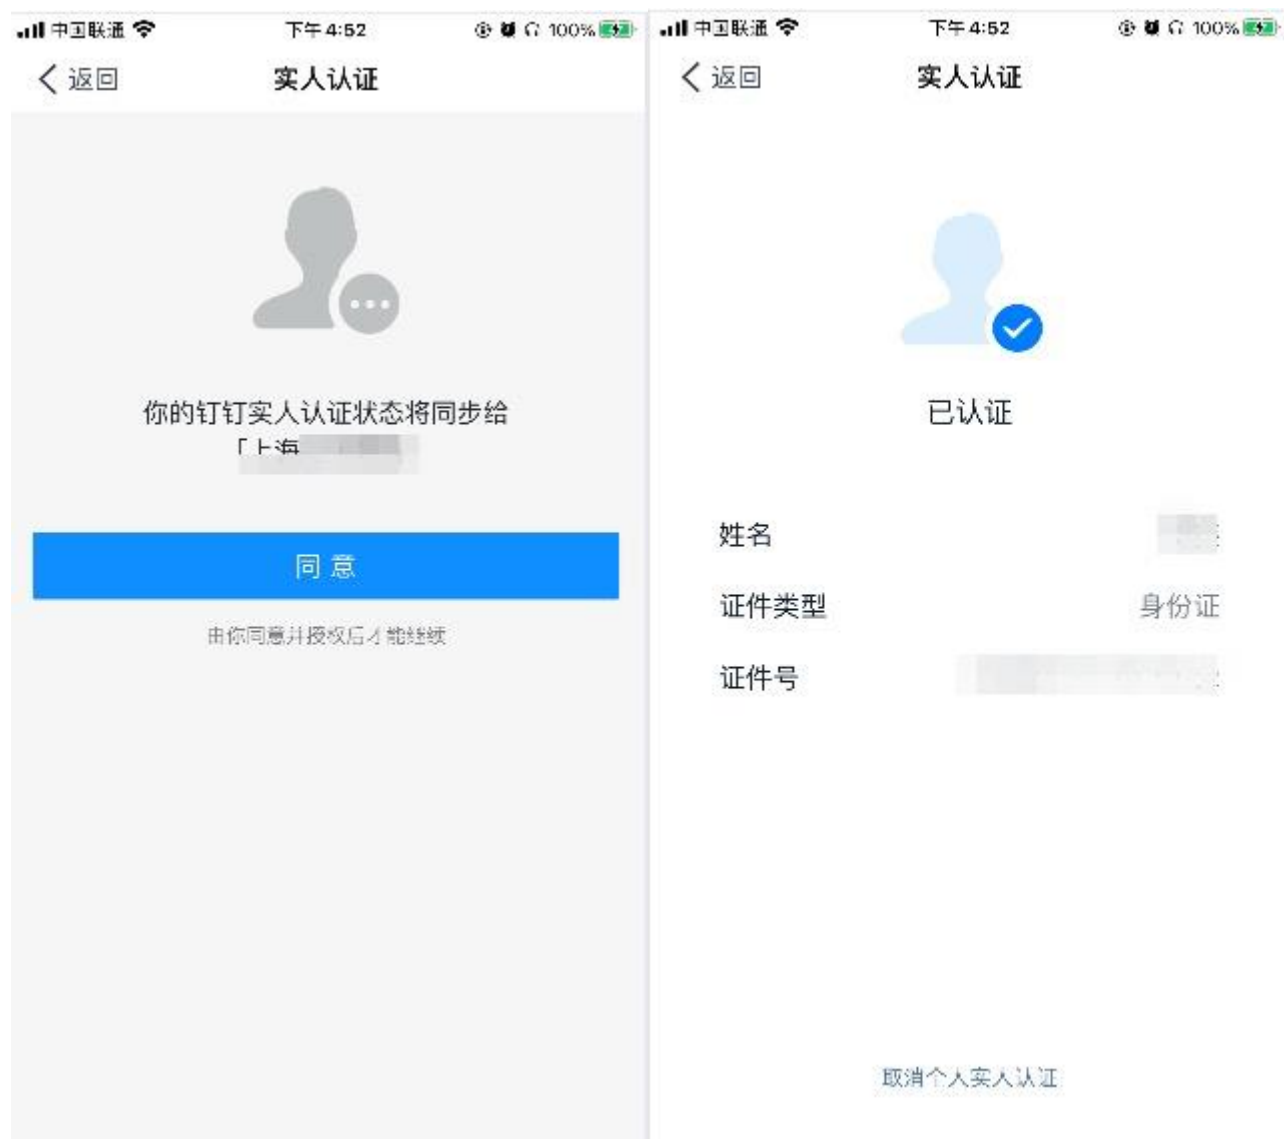 中国联通
下午4:52
100%
返回
实人认证
你的钉钉实人认证状态将同步给
「上海
同意
由你同意并授权后才能继续
中国联通
下午4:52
100%
返回
实人认证
已认证
姓名
证件类型
身份证
证件号
取消个人实人认证